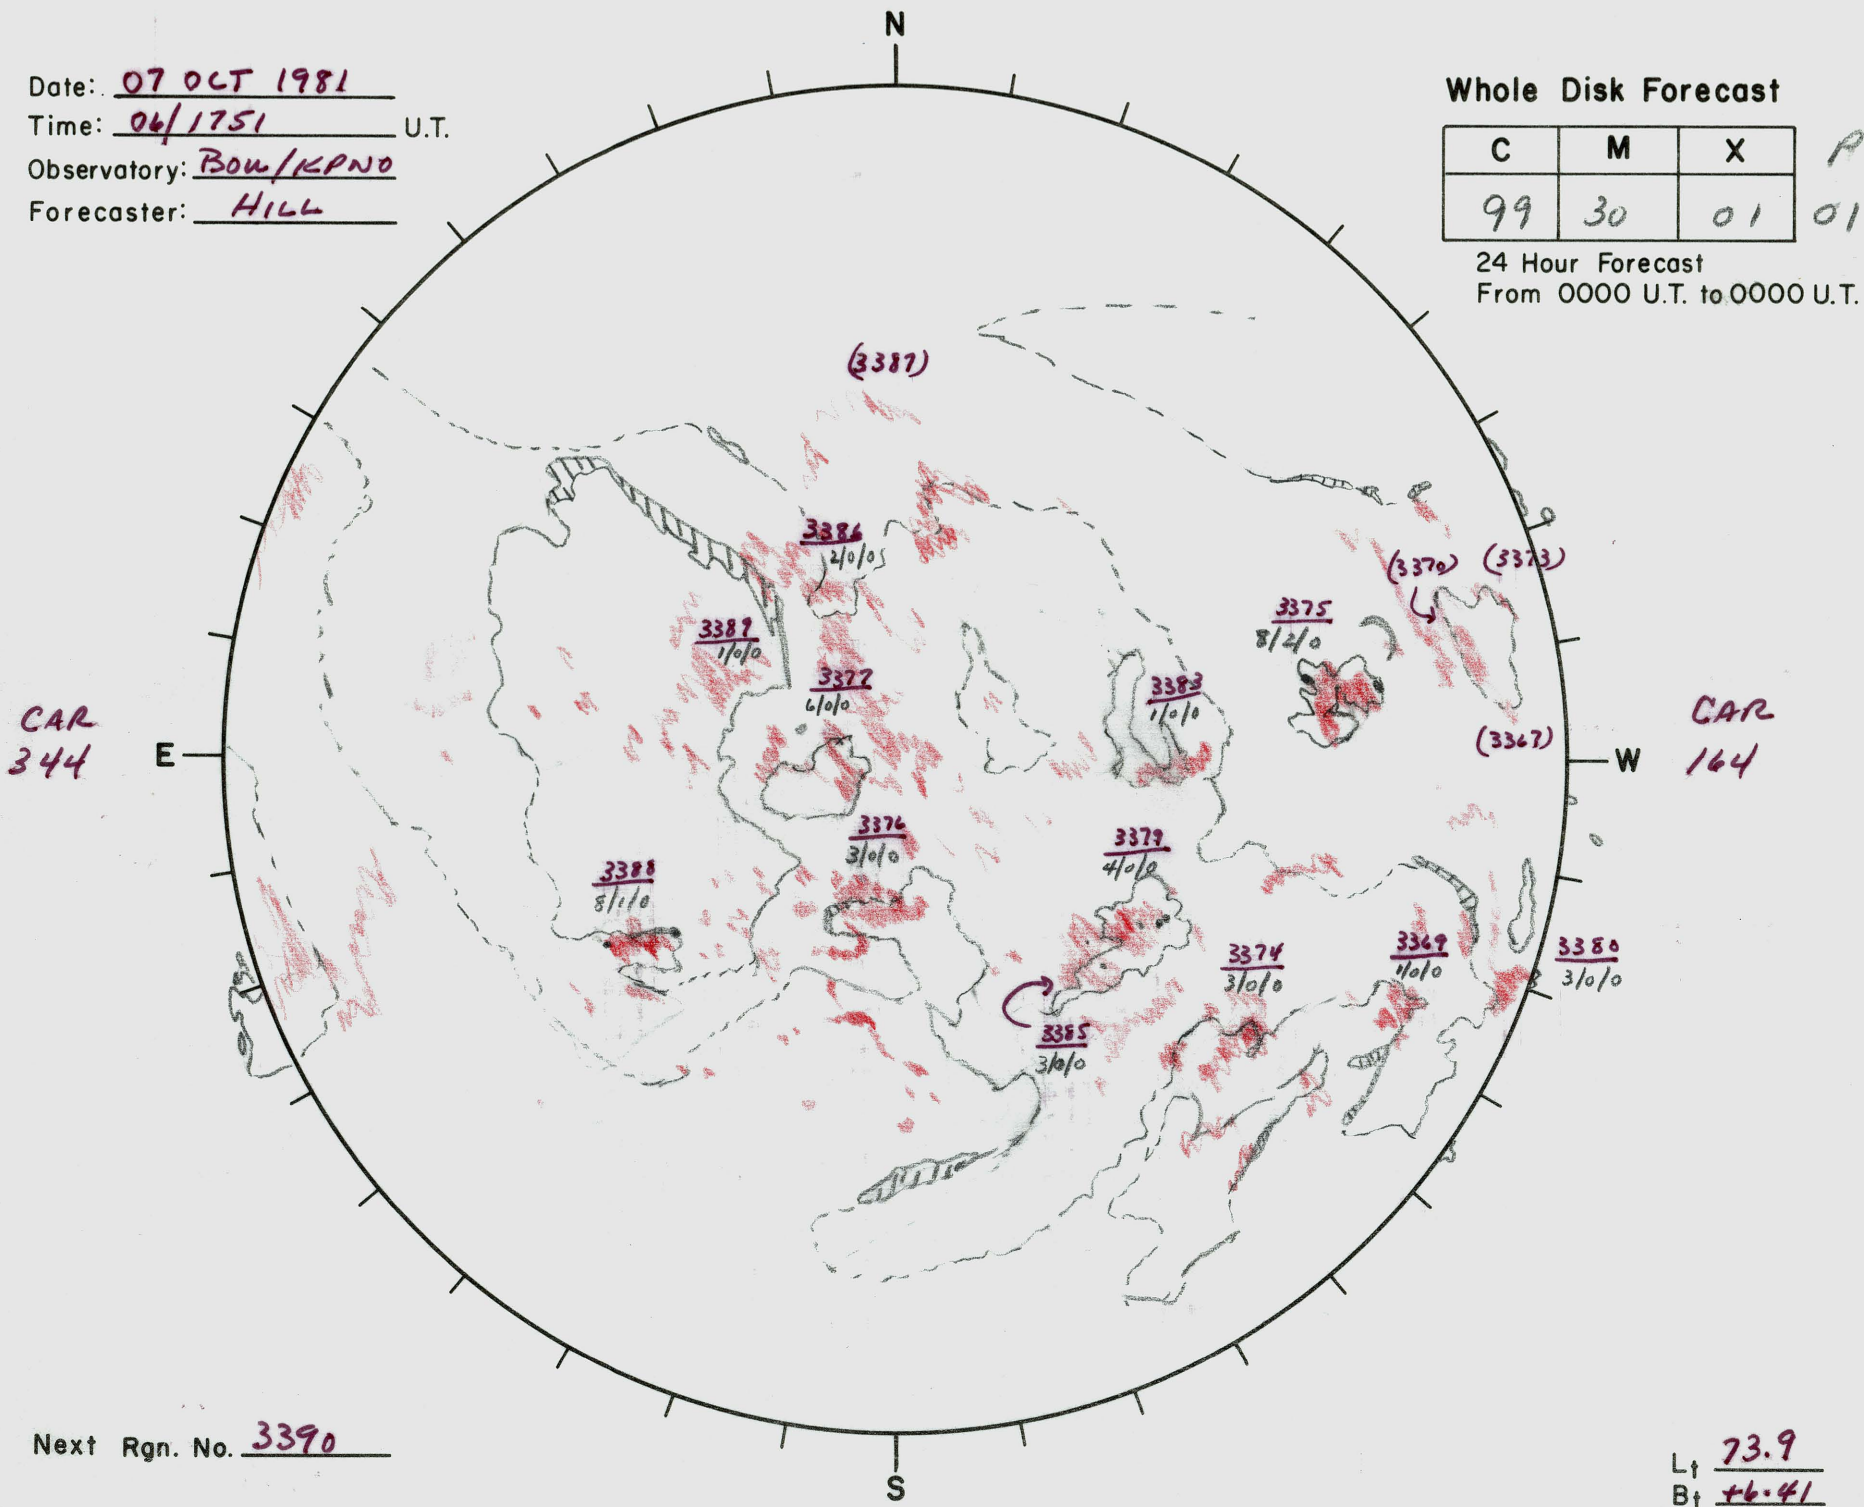 N
Date: 07 OCT 1981
Time: 06/1751 U.T.
Observatory: BOU/KPNO
Forecaster: HILL
Whole Disk Forecast
C M X P
99 30 01 01
24 Hour Forecast
From 0000 U.T. to 0000 U.T.
(3387)
3386
2/0/0
(3370) (3373)
3375
8/2/0
3389
1/0/0
3377
6/0/0
3383
1/0/0
(3367)
CAR
344
E
W
CAR
164
3376
3/0/0
3379
4/0/0
3388
8/1/0
3374
3/0/0
3369
1/0/0
3380
3/0/0
3385
3/0/0
Next Rgn. No. 3390
S
Lt 73.9
Bt +6.41